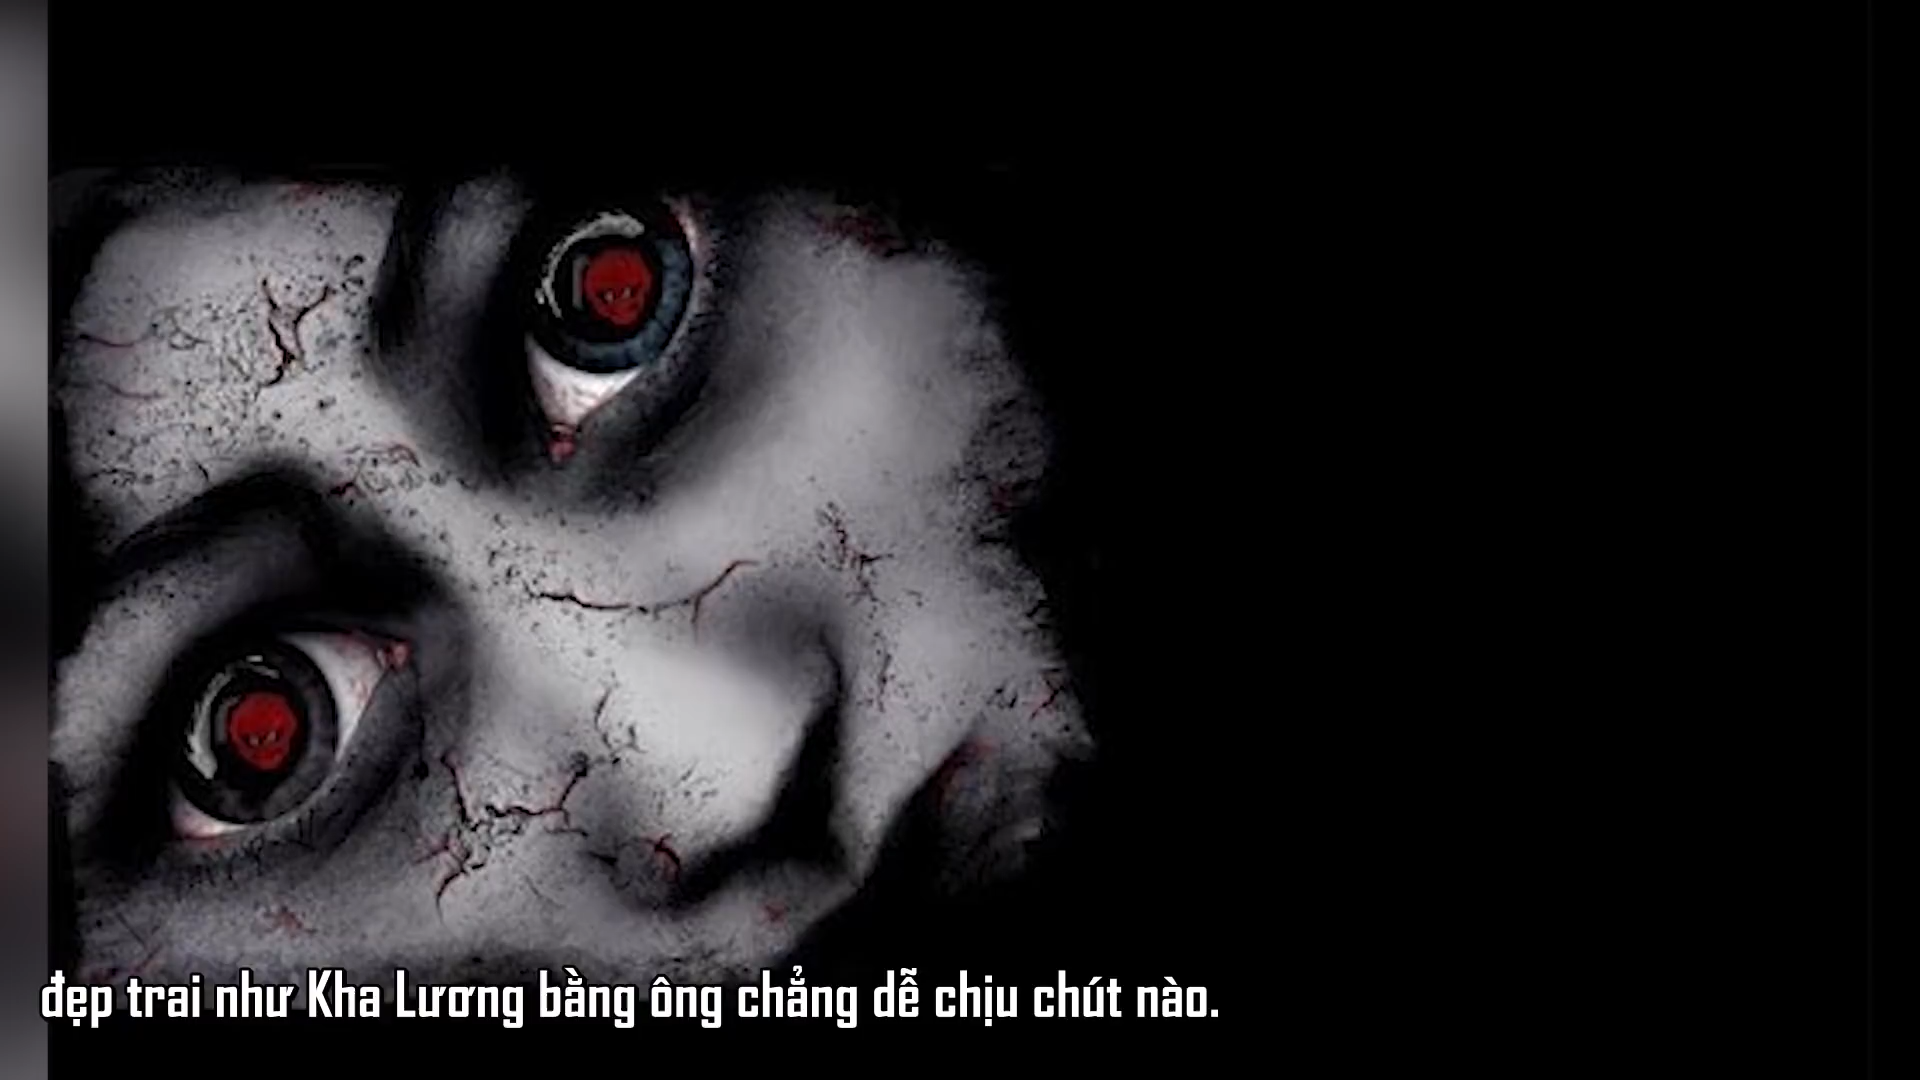 đẹp trai như Kha Lương bằng ông chẳng dễ chịu chút nào.